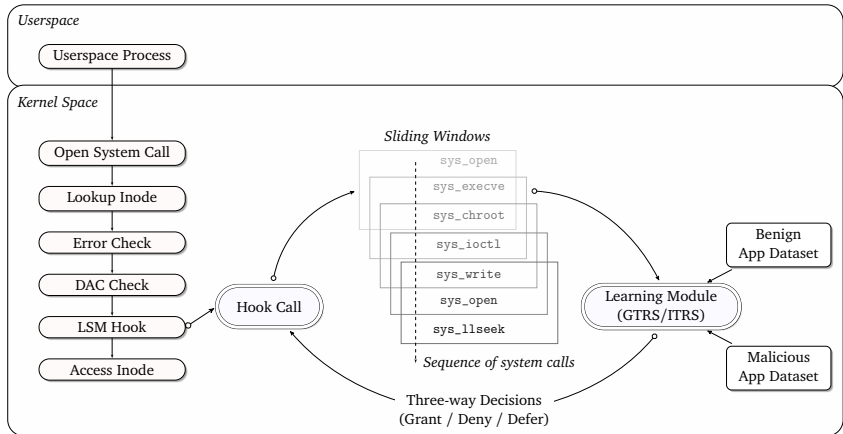 Userspace
Userspace Process
Kernel Space
Open System Call
Lookup Inode
Error Check
DAC Check
LSM Hook
Access Inode
Hook Call
Sliding Windows
sys_open
sys_execve
sys_chroot
sys_ioctl
sys_write
sys_open
sys_llseek
Sequence of system calls
Learning Module
(GTRS/ITRS)
Benign
App Dataset
Malicious
App Dataset
Three-way Decisions
(Grant / Deny / Defer)